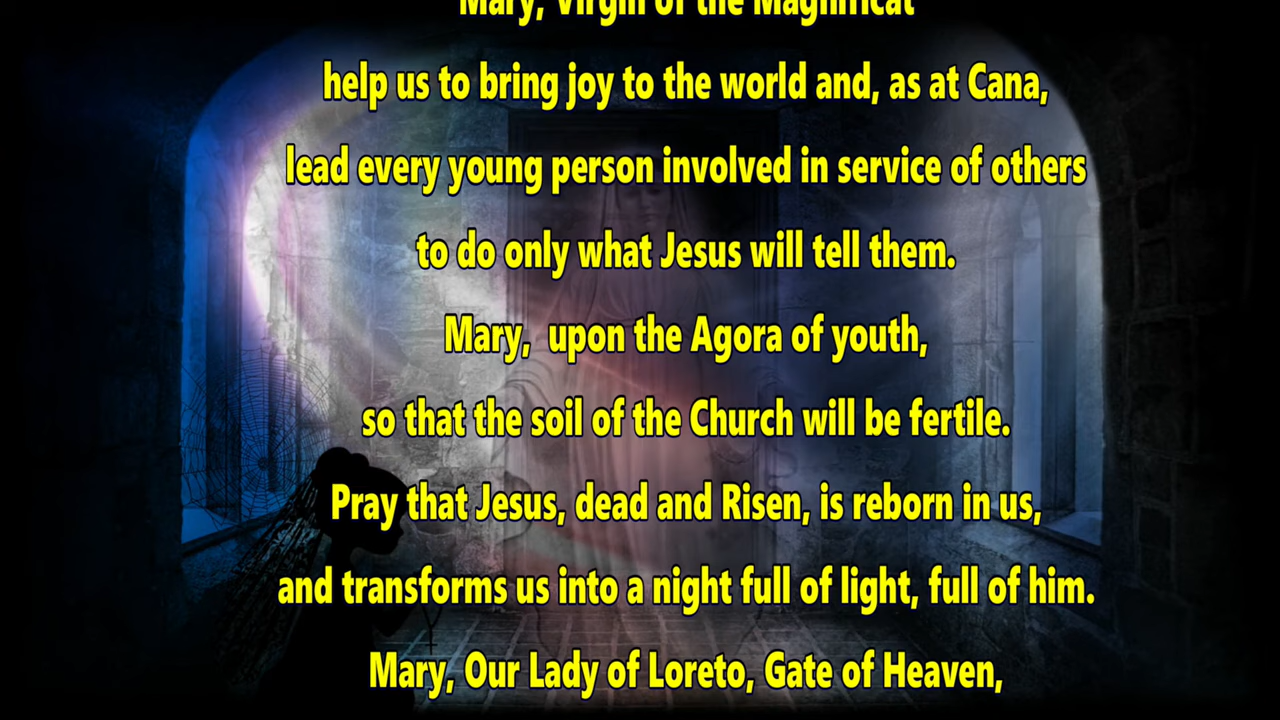 Mary, Virgin of the Magnificat
help us to bring joy to the world and, as at Cana,
lead every young person involved in service of others
to do only what Jesus will tell them.
Mary, upon the Agora of youth,
so that the soil of the Church will be fertile.
Pray that Jesus, dead and Risen, is reborn in us,
and transforms us into a night full of light, full of him.
Mary, Our Lady of Loreto, Gate of Heaven,